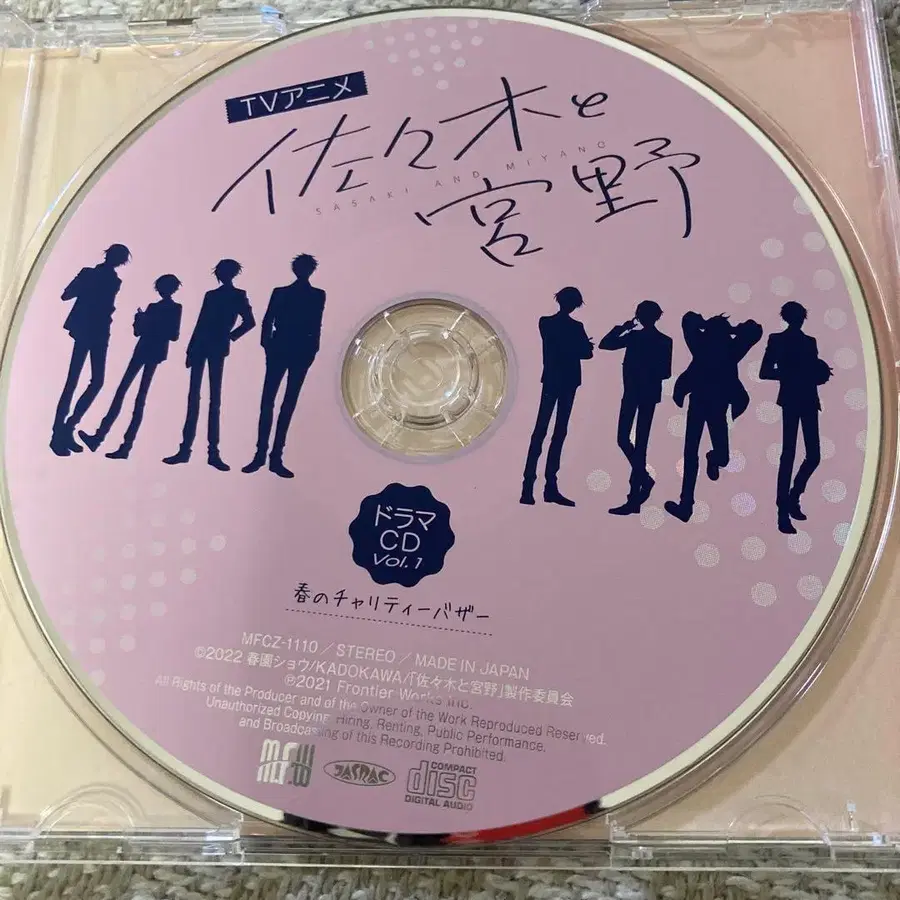 TVアニメ
佐々木と
SASAKI AND MIYANO
宮野
ドラマ
CD
Vol.1
春のチャリティーバザー
MFCZ-1110／STEREO／MADE IN JAPAN
©2022 春園ショウ/KADOKAWA/「佐々木と宮野」製作委員会
℗2021 Frontier Works Inc.
All Rights of the Producer and of the Owner of the Work Reproduced Reserved.
Unauthorized Copying, Hiring, Renting, Public Performance,
and Broadcasting of this Recording Prohibited.
JASRAC
COMPACT
disc
DIGITAL AUDIO